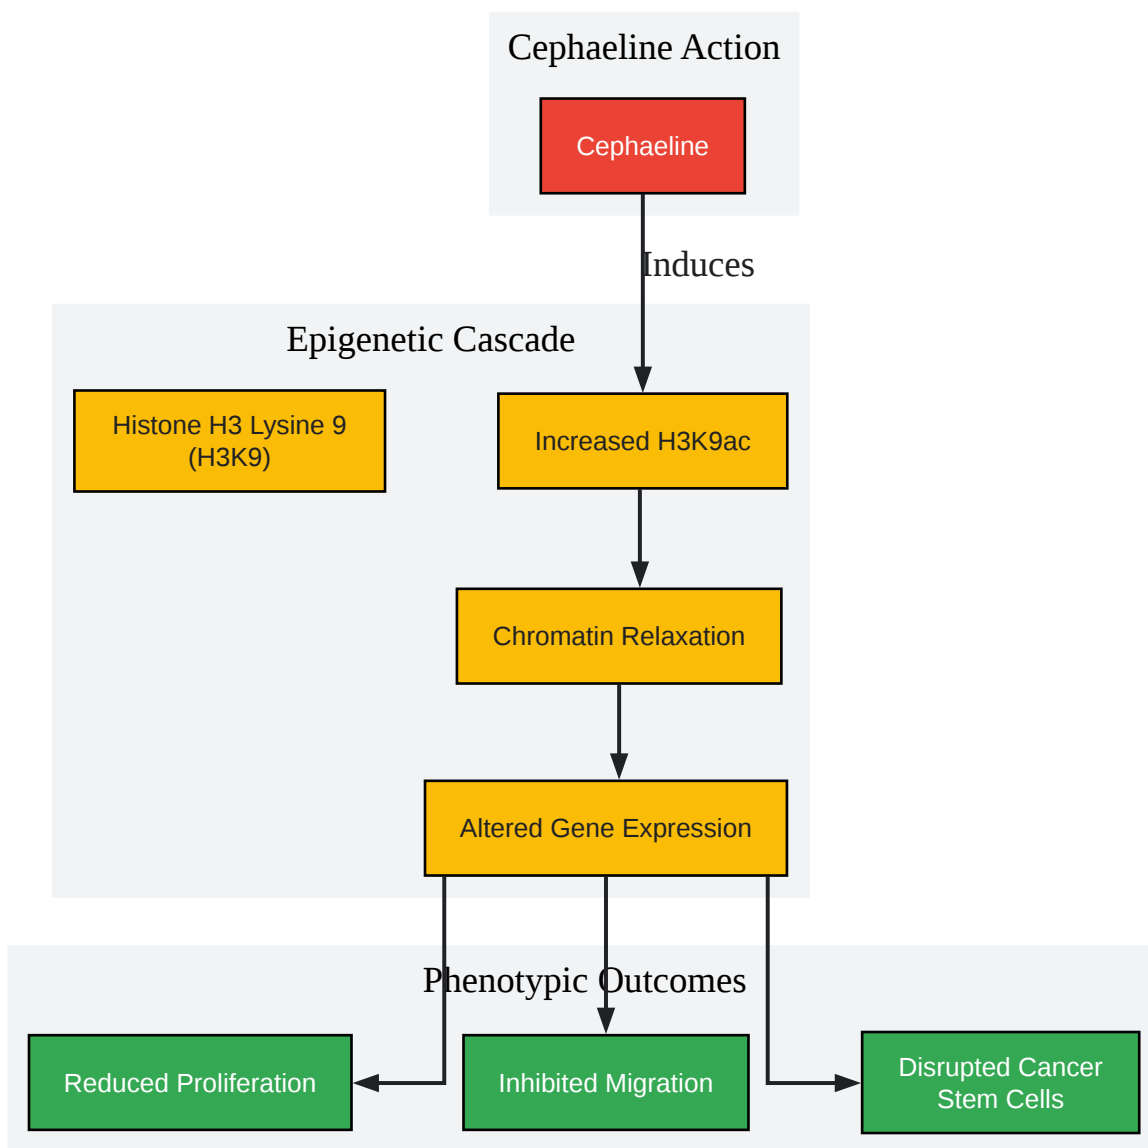 Cephaeline Action
Cephaeline
Induces
Epigenetic Cascade
Histone H3 Lysine 9
(H3K9)
Increased H3K9ac
Chromatin Relaxation
Altered Gene Expression
Phenotypic Outcomes
Reduced Proliferation
Inhibited Migration
Disrupted Cancer
Stem Cells